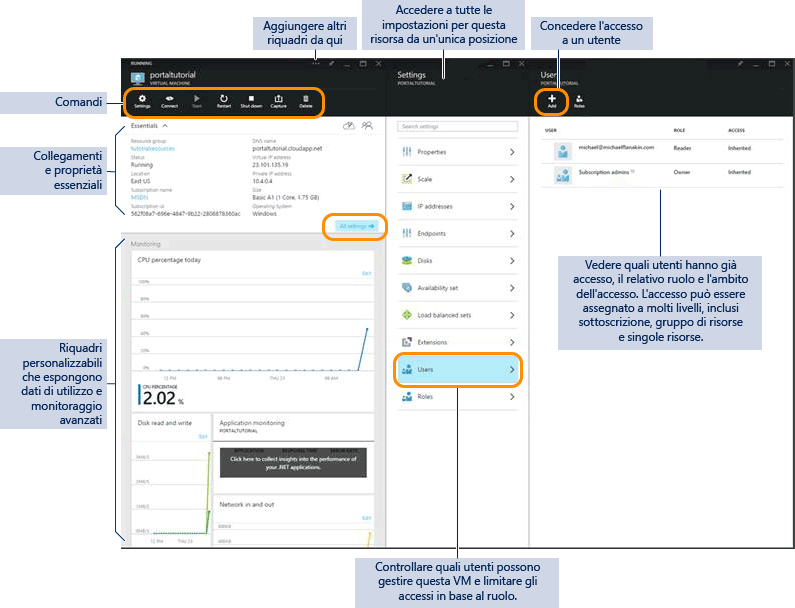 Aggiungere altri
riquadri da qui
Accedere a tutte le
impostazioni per questa
risorsa da un'unica posizione
Concedere l'accesso
a un utente
Comandi
Collegamenti
e proprietà
essenziali
Riquadri
personalizzabili
che espongono
dati di utilizzo e
monitoraggio
avanzati
RUNNING
portaltutorial
VIRTUAL MACHINE
Settings
Connect
Start
Restart
Shut down
Capture
Delete
Essentials
Resource group
tutorialresources
Status
Running
Location
East US
Subscription name
MSDN
Subscription id
DNS name
portaltutorial.cloudapp.net
Virtual IP address
23.101.135.19
Private IP address
10.4.0.4
Size
Basic A1 (1 Core, 1.75 GB)
Operating System
Windows
All settings
Monitoring
CPU percentage today
Edit
100%
80%
60%
40%
20%
0%
12 PM
06 PM
THU 23
06 AM
CPU PERCENTAGE
2.02 %
Disk read and write
Edit
12 PM
THU 23
Application monitoring
PORTALTUTORIAL
APPLICATION
RESPONSE TIME
ERROR RATE
Click here to collect insights into the performance of
your .NET applications.
Network in and out
Edit
Settings
PORTALTUTORIAL
Search settings
Properties
Scale
IP addresses
Endpoints
Disks
Availability set
Load balanced sets
Extensions
Users
Roles
Users
PORTALTUTORIAL
Add
Roles
USER
ROLE
ACCESS
michael@michaelflanakin.com
Reader
Inherited
Subscription admins
Owner
Inherited
Vedere quali utenti hanno già
accesso, il relativo ruolo e l'ambito
dell'accesso. L'accesso può essere
assegnato a molti livelli, inclusi
sottoscrizione, gruppo di risorse
e singole risorse.
Controllare quali utenti possono
gestire questa VM e limitare gli
accessi in base al ruolo.